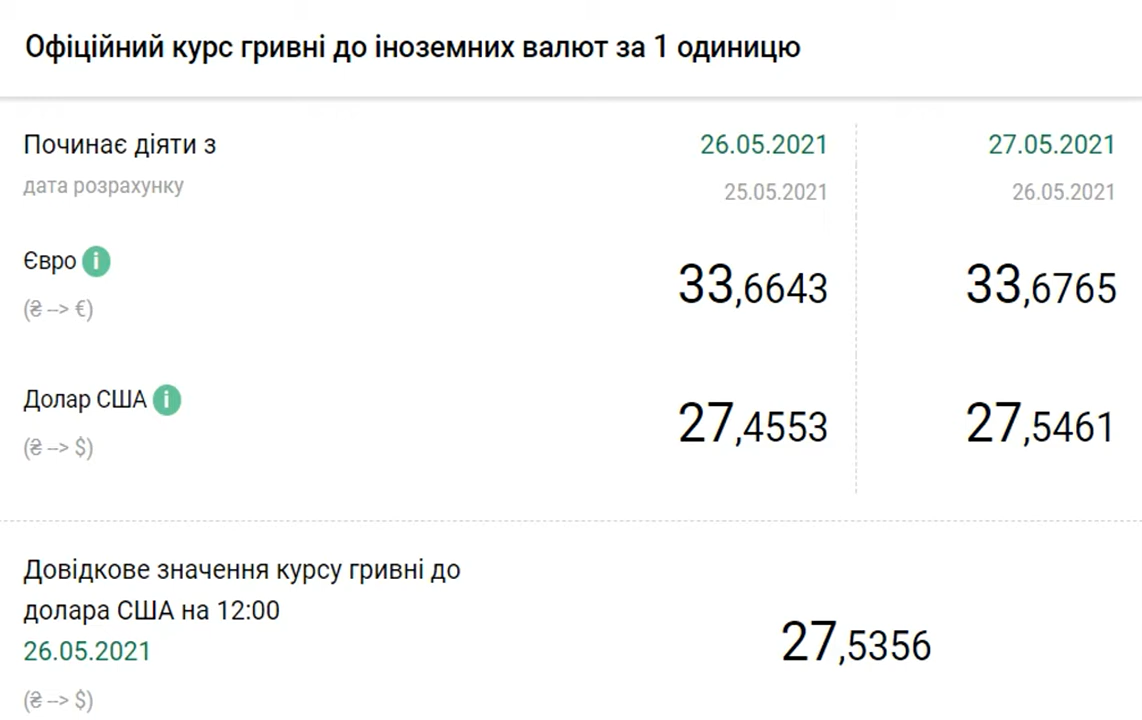 Офіційний курс гривні до іноземних валют за 1 одиницю
Починає діяти з 26.05.2021 27.05.2021
дата розрахунку 25.05.2021 26.05.2021
Євро i 33,6643 33,6765
(₴ --> €)
Долар США i 27,4553 27,5461
(₴ --> $)
Довідкове значення курсу гривні до
долара США на 12:00
26.05.2021 27,5356
(₴ --> $)